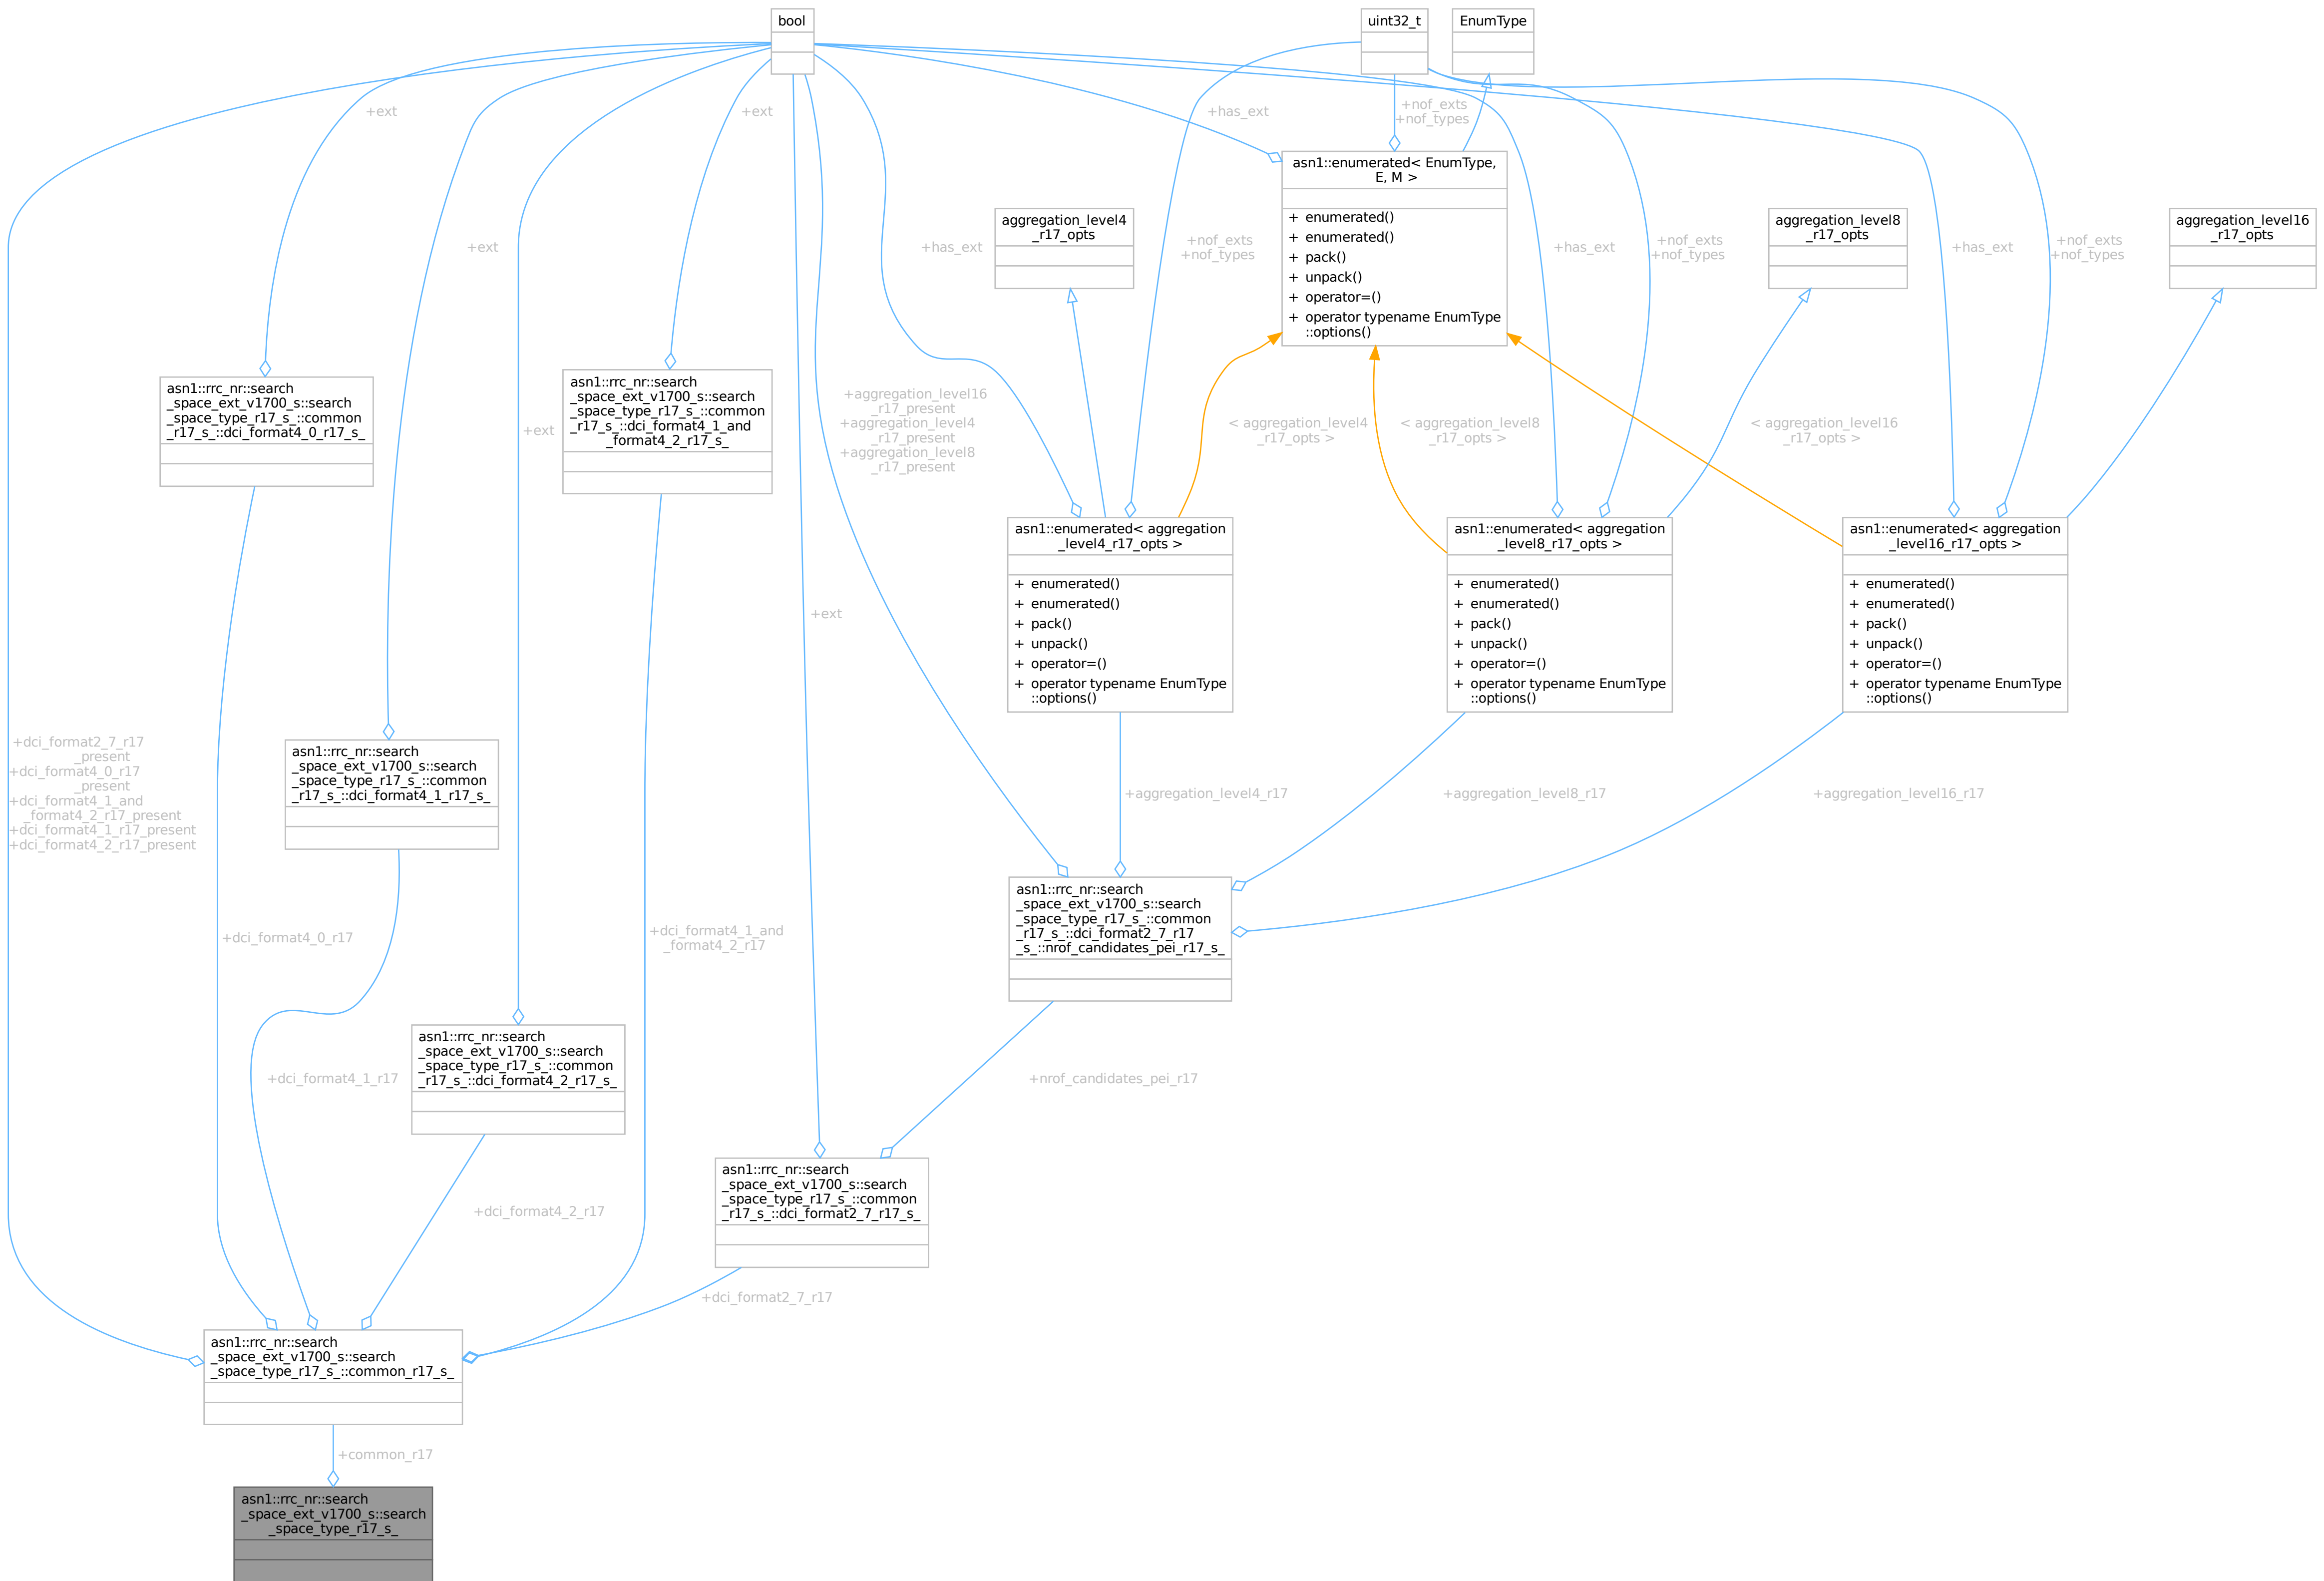 bool
uint32_t
EnumType
+ext
+ext
+has_ext
+nof_exts
+nof_types
asn1::enumerated< EnumType,
E, M >
+ enumerated()
+ enumerated()
+ pack()
+ unpack()
+ operator=()
+ operator typename EnumType
::options()
aggregation_level4
_r17_opts
aggregation_level8
_r17_opts
aggregation_level16
_r17_opts
+ext
+has_ext
+nof_exts
+nof_types
+has_ext
+nof_exts
+nof_types
+has_ext
+nof_exts
+nof_types
asn1::rrc_nr::search
_space_ext_v1700_s::search
_space_type_r17_s_::common
_r17_s_::dci_format4_0_r17_s_
asn1::rrc_nr::search
_space_ext_v1700_s::search
_space_type_r17_s_::common
_r17_s_::dci_format4_1_and
_format4_2_r17_s_
+ext
+aggregation_level16
_r17_present
+aggregation_level4
_r17_present
+aggregation_level8
_r17_present
< aggregation_level4
_r17_opts >
< aggregation_level8
_r17_opts >
< aggregation_level16
_r17_opts >
asn1::enumerated< aggregation
_level4_r17_opts >
+ enumerated()
+ enumerated()
+ pack()
+ unpack()
+ operator=()
+ operator typename EnumType
::options()
asn1::enumerated< aggregation
_level8_r17_opts >
+ enumerated()
+ enumerated()
+ pack()
+ unpack()
+ operator=()
+ operator typename EnumType
::options()
asn1::enumerated< aggregation
_level16_r17_opts >
+ enumerated()
+ enumerated()
+ pack()
+ unpack()
+ operator=()
+ operator typename EnumType
::options()
+ext
+dci_format2_7_r17
_present
+dci_format4_0_r17
_present
+dci_format4_1_and
_format4_2_r17_present
+dci_format4_1_r17_present
+dci_format4_2_r17_present
asn1::rrc_nr::search
_space_ext_v1700_s::search
_space_type_r17_s_::common
_r17_s_::dci_format4_1_r17_s_
+aggregation_level4_r17
+aggregation_level8_r17
+aggregation_level16_r17
+dci_format4_0_r17
+dci_format4_1_and
_format4_2_r17
asn1::rrc_nr::search
_space_ext_v1700_s::search
_space_type_r17_s_::common
_r17_s_::dci_format2_7_r17
_s_::nrof_candidates_pei_r17_s_
+dci_format4_1_r17
asn1::rrc_nr::search
_space_ext_v1700_s::search
_space_type_r17_s_::common
_r17_s_::dci_format4_2_r17_s_
+nrof_candidates_pei_r17
+dci_format4_2_r17
asn1::rrc_nr::search
_space_ext_v1700_s::search
_space_type_r17_s_::common
_r17_s_::dci_format2_7_r17_s_
+dci_format2_7_r17
asn1::rrc_nr::search
_space_ext_v1700_s::search
_space_type_r17_s_::common_r17_s_
+common_r17
asn1::rrc_nr::search
_space_ext_v1700_s::search
_space_type_r17_s_